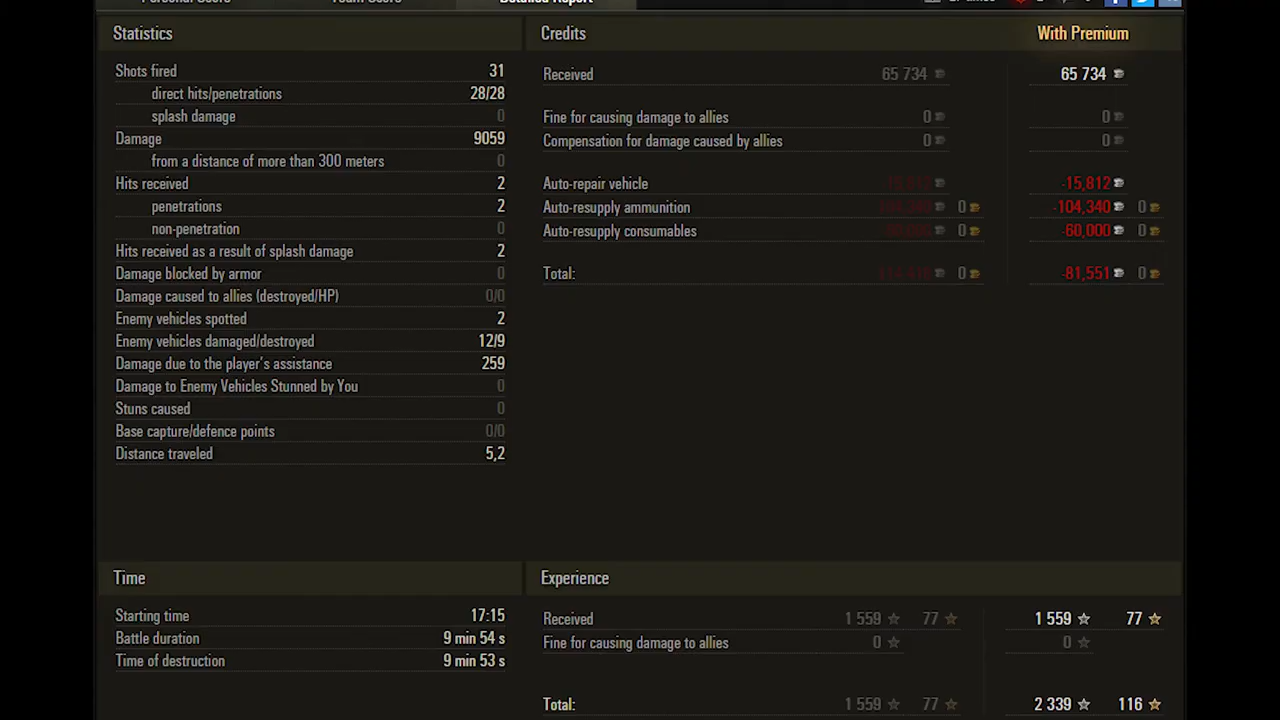 Detailed Report
Statistics
Shots fired 31
direct hits/penetrations 28/28
splash damage 0
Damage 9059
from a distance of more than 300 meters 0
Hits received 2
penetrations 2
non-penetration 0
Hits received as a result of splash damage 2
Damage blocked by armor 0
Damage caused to allies (destroyed/HP) 0/0
Enemy vehicles spotted 2
Enemy vehicles damaged/destroyed 12/9
Damage due to the player's assistance 259
Damage to Enemy Vehicles Stunned by You 0
Stuns caused 0
Base capture/defence points 0/0
Distance traveled 5,2
Credits With Premium
Received 65 734 65 734
Fine for causing damage to allies 0 0
Compensation for damage caused by allies 0 0
Auto-repair vehicle -15,812
Auto-resupply ammunition 0 -104,340 0
Auto-resupply consumables 0 -60,000 0
Total: 0 -81,551 0
Time
Starting time 17:15
Battle duration 9 min 54 s
Time of destruction 9 min 53 s
Experience
Received 1 559 77 1 559 77
Fine for causing damage to allies 0 0
Total: 1 559 77 2 339 116